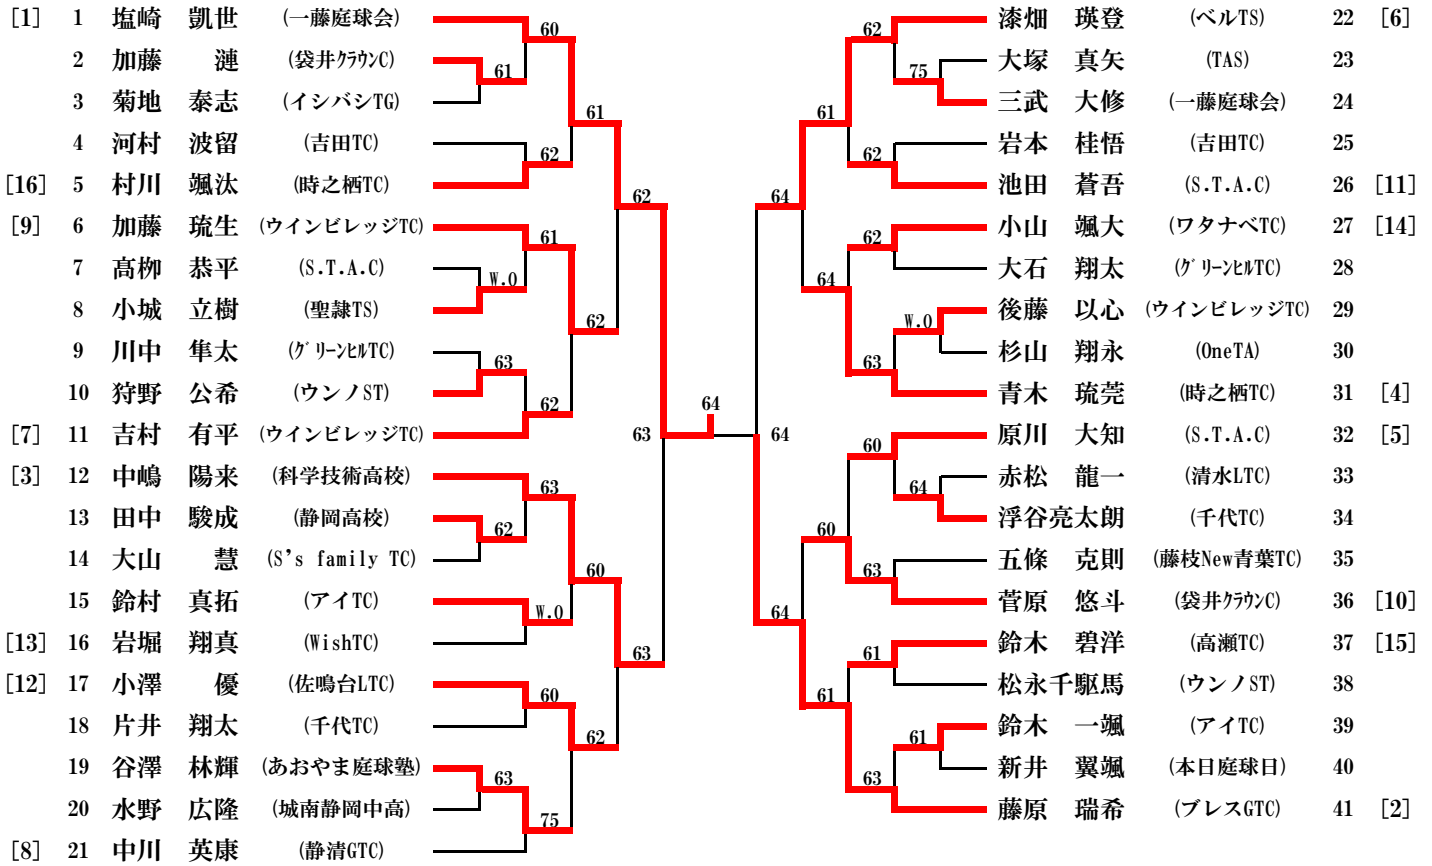 [1] 1 塩崎 凱世 (一藤庭球会)
2 加藤 漣 (袋井クラウンC)
3 菊地 泰志 (イシバシTG)
4 河村 波留 (吉田TC)
[16] 5 村川 颯汰 (時之栖TC)
[9] 6 加藤 琉生 (ウインビレッジTC)
7 髙栁 恭平 (S.T.A.C)
8 小城 立樹 (聖隷TS)
9 川中 隼太 (グリーンヒルTC)
10 狩野 公希 (ウンノST)
[7] 11 吉村 有平 (ウインビレッジTC)
[3] 12 中嶋 陽来 (科学技術高校)
13 田中 駿成 (静岡高校)
14 大山 慧 (S's family TC)
15 鈴村 真拓 (アイTC)
[13] 16 岩堀 翔真 (WishTC)
[12] 17 小澤 優 (佐鳴台LTC)
18 片井 翔太 (千代TC)
19 谷澤 林輝 (あおやま庭球塾)
20 水野 広隆 (城南静岡中高)
[8] 21 中川 英康 (静清GTC)
60
61
61
62
62
61
W.0
62
63
62
64
63
63
62
60
W.0
63
60
62
63
75
漆畑 瑛登 (ベルTS) 22 [6]
大塚 真矢 (TAS) 23
三武 大修 (一藤庭球会) 24
岩本 桂悟 (吉田TC) 25
池田 蒼吾 (S.T.A.C) 26 [11]
小山 颯大 (ワタナベTC) 27 [14]
大石 翔太 (グリーンヒルTC) 28
後藤 以心 (ウインビレッジTC) 29
杉山 翔永 (OneTA) 30
青木 琉莞 (時之栖TC) 31 [4]
原川 大知 (S.T.A.C) 32 [5]
赤松 龍一 (清水LTC) 33
浮谷亮太朗 (千代TC) 34
五條 克則 (藤枝New青葉TC) 35
菅原 悠斗 (袋井クラウンC) 36 [10]
鈴木 碧洋 (高瀬TC) 37 [15]
松永千駆馬 (ウンノST) 38
鈴木 一颯 (アイTC) 39
新井 翼颯 (本日庭球日) 40
藤原 瑞希 (ブレスGTC) 41 [2]
62
75
61
62
64
62
64
W.0
63
64
60
64
60
63
64
61
61
61
63